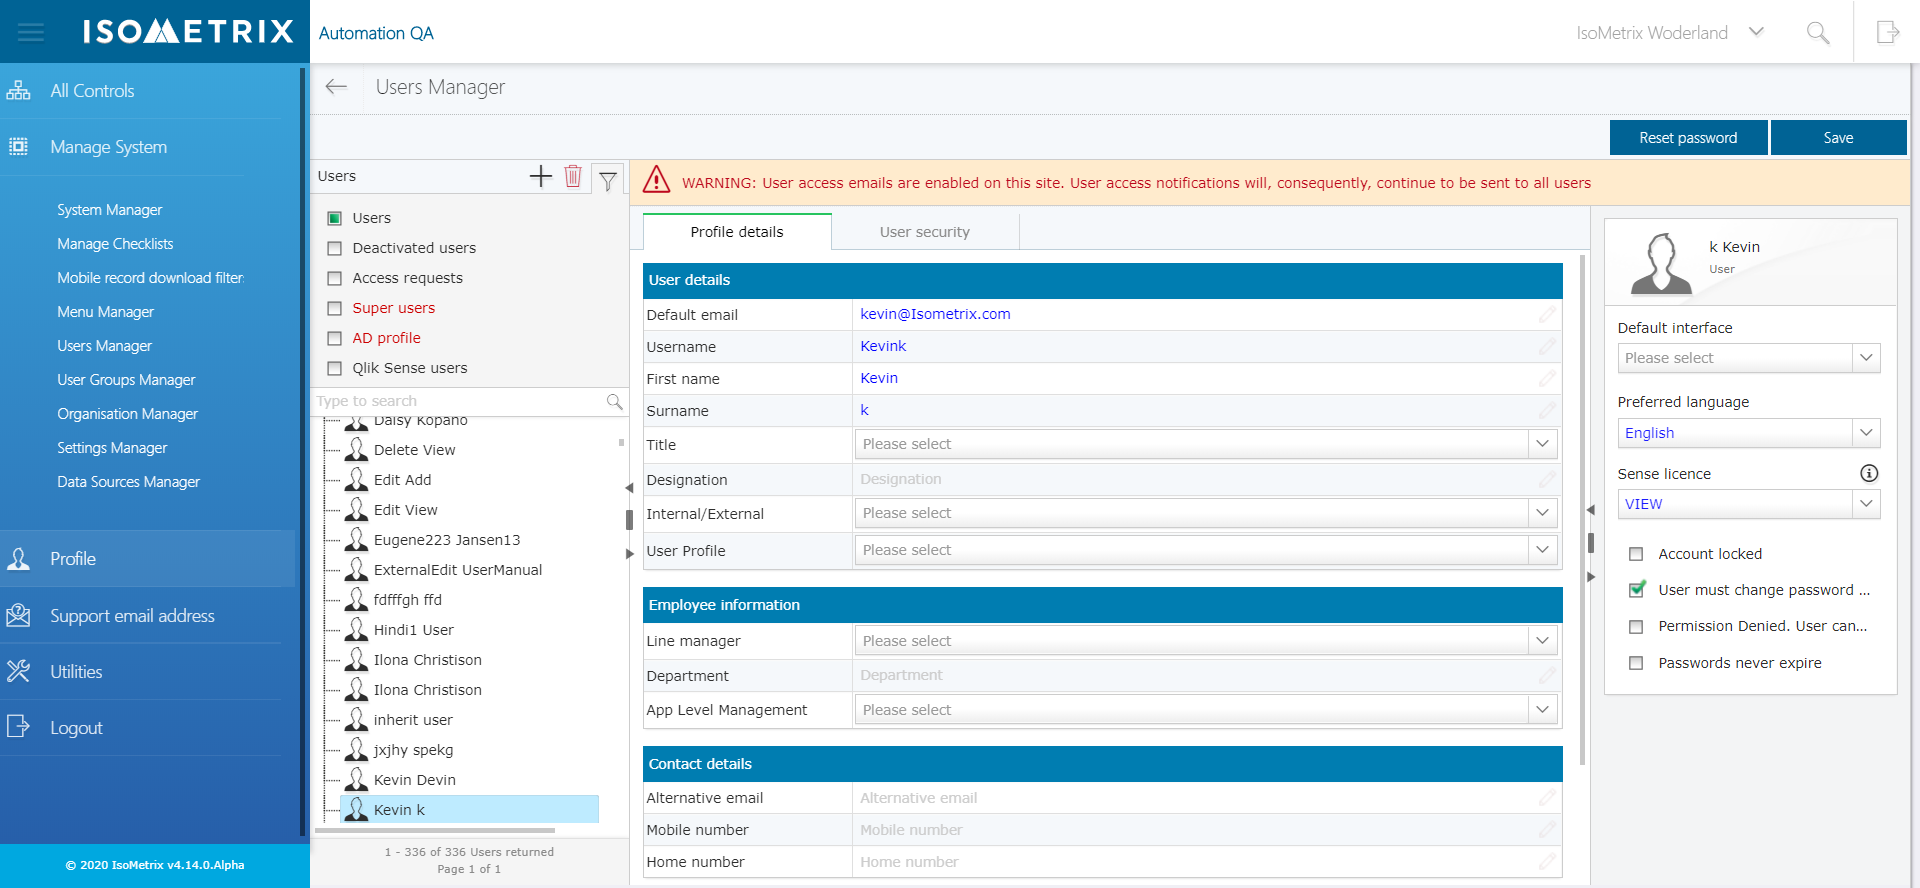 ISOMETRIX
Automation QA
IsoMetrix Woderland
All Controls
Manage System
System Manager
Manage Checklists
Mobile record download filter
Menu Manager
Users Manager
User Groups Manager
Organisation Manager
Settings Manager
Data Sources Manager
Profile
Support email address
Utilities
Logout
© 2020 IsoMetrix v4.14.0.Alpha
Users Manager
Reset password
Save
Users
Users
Deactivated users
Access requests
Super users
AD profile
Qlik Sense users
Type to search
Daisy Kopano
Delete View
Edit Add
Edit View
Eugene223 Jansen13
ExternalEdit UserManual
fdfffgh ffd
Hindi1 User
Ilona Christison
Ilona Christison
inherit user
jxjhy spekg
Kevin Devin
Kevin k
1 - 336 of 336 Users returned
Page 1 of 1
WARNING: User access emails are enabled on this site. User access notifications will, consequently, continue to be sent to all users
Profile details
User security
User details
Default email kevin@Isometrix.com
Username Kevink
First name Kevin
Surname k
Title Please select
Designation Designation
Internal/External Please select
User Profile Please select
Employee information
Line manager Please select
Department Department
App Level Management Please select
Contact details
Alternative email Alternative email
Mobile number Mobile number
Home number Home number
k Kevin
User
Default interface
Please select
Preferred language
English
Sense licence
VIEW
Account locked
User must change password ...
Permission Denied. User can...
Passwords never expire